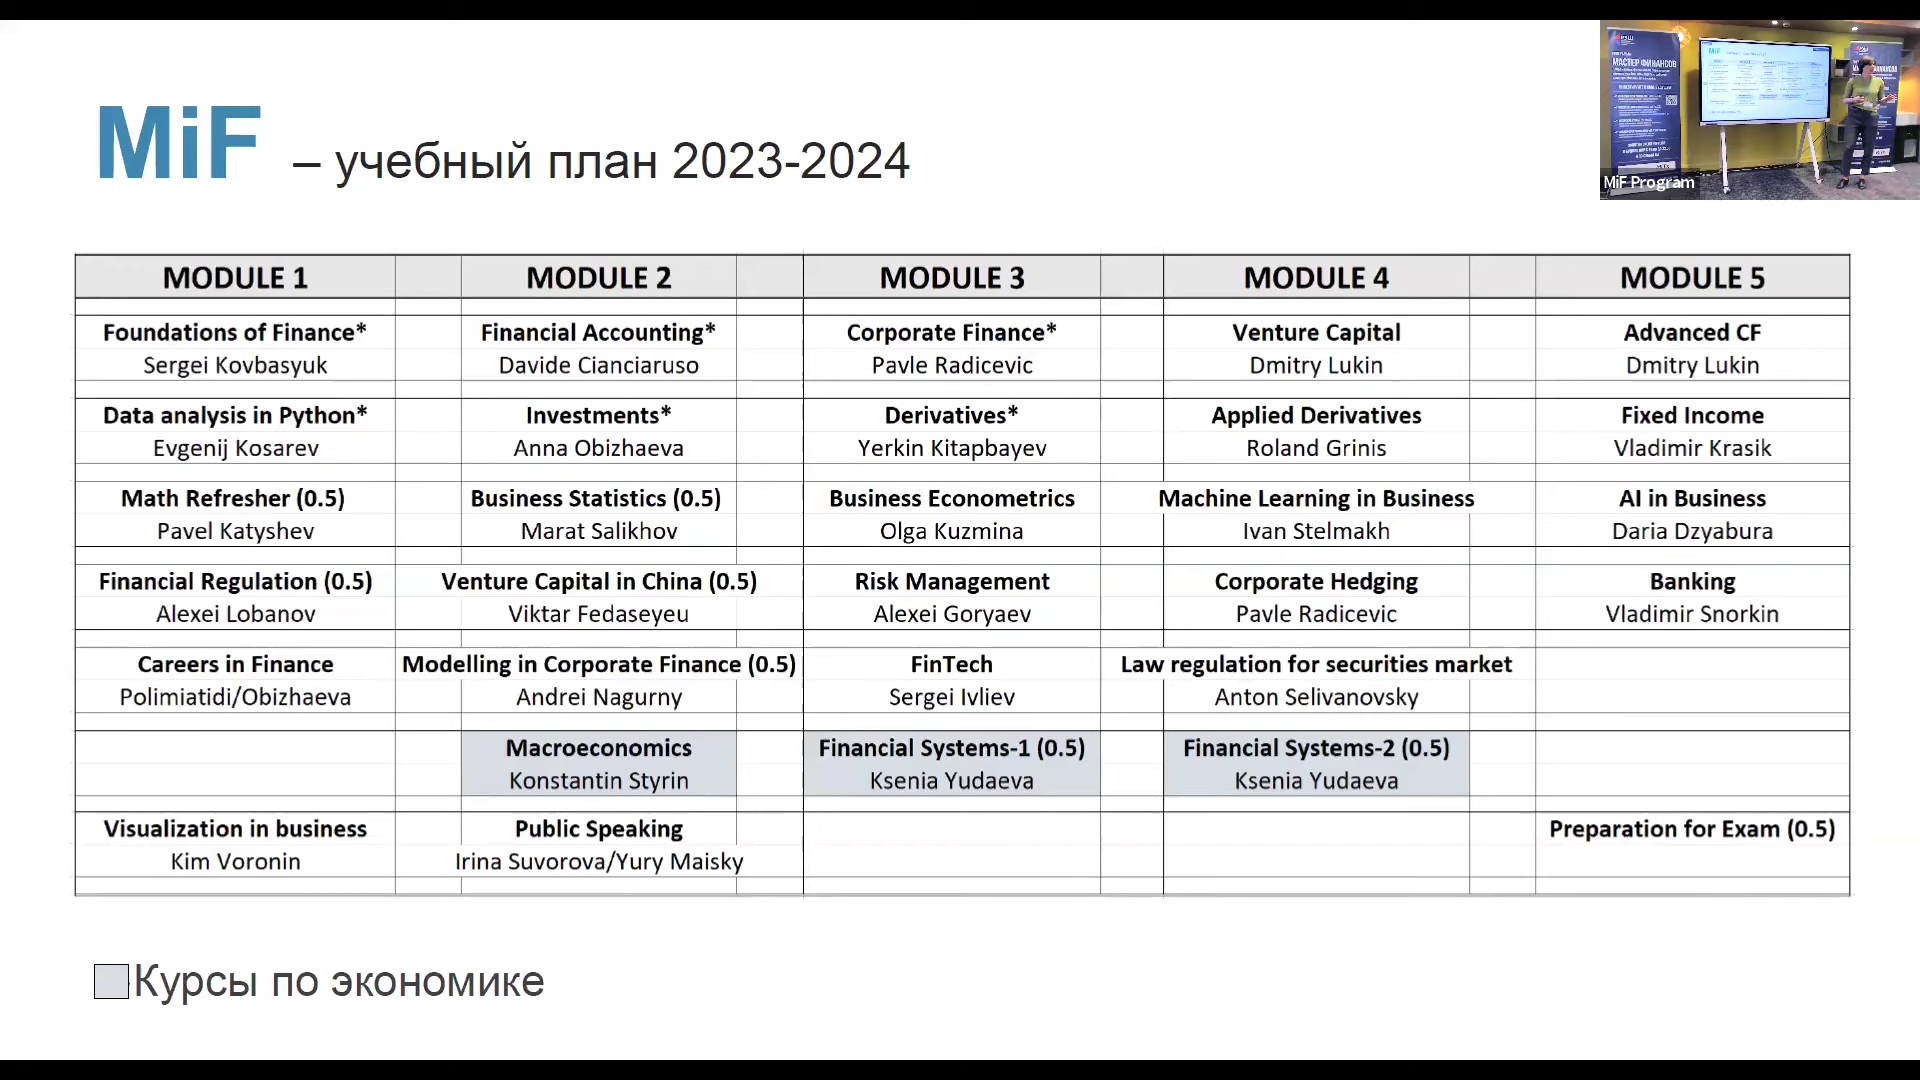 MiF – учебный план 2023-2024
МАСТЕР ФИНАНСОВ
MiF Program
MODULE 1 MODULE 2 MODULE 3 MODULE 4 MODULE 5
Foundations of Finance* Financial Accounting* Corporate Finance* Venture Capital Advanced CF
Sergei Kovbasyuk Davide Cianciaruso Pavle Radicevic Dmitry Lukin Dmitry Lukin
Data analysis in Python* Investments* Derivatives* Applied Derivatives Fixed Income
Evgenij Kosarev Anna Obizhaeva Yerkin Kitapbayev Roland Grinis Vladimir Krasik
Math Refresher (0.5) Business Statistics (0.5) Business Econometrics Machine Learning in Business AI in Business
Pavel Katyshev Marat Salikhov Olga Kuzmina Ivan Stelmakh Daria Dzyabura
Financial Regulation (0.5) Venture Capital in China (0.5) Risk Management Corporate Hedging Banking
Alexei Lobanov Viktar Fedaseyeu Alexei Goryaev Pavle Radicevic Vladimir Snorkin
Careers in Finance Modelling in Corporate Finance (0.5) FinTech Law regulation for securities market
Polimiatidi/Obizhaeva Andrei Nagurny Sergei Ivliev Anton Selivanovsky
Macroeconomics Financial Systems-1 (0.5) Financial Systems-2 (0.5)
Konstantin Styrin Ksenia Yudaeva Ksenia Yudaeva
Visualization in business Public Speaking Preparation for Exam (0.5)
Kim Voronin Irina Suvorova/Yury Maisky
Курсы по экономике